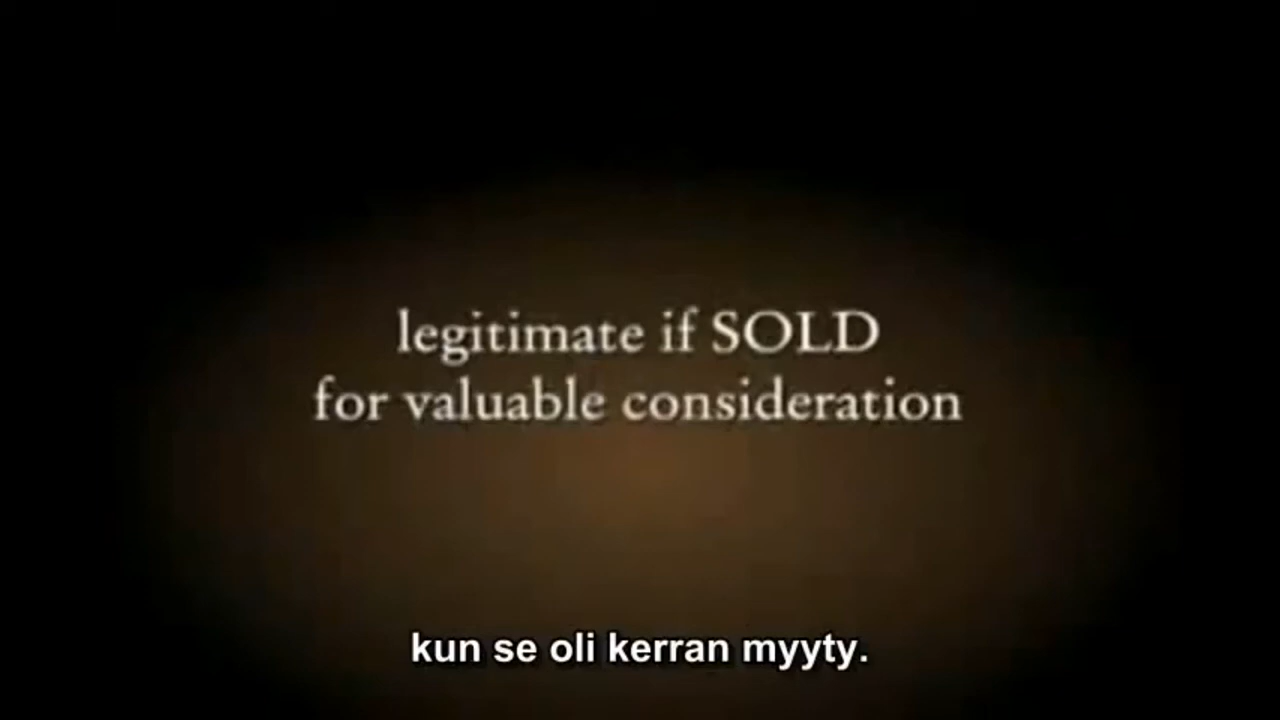 legitimate if SOLD
for valuable consideration
kun se oli kerran myyty.